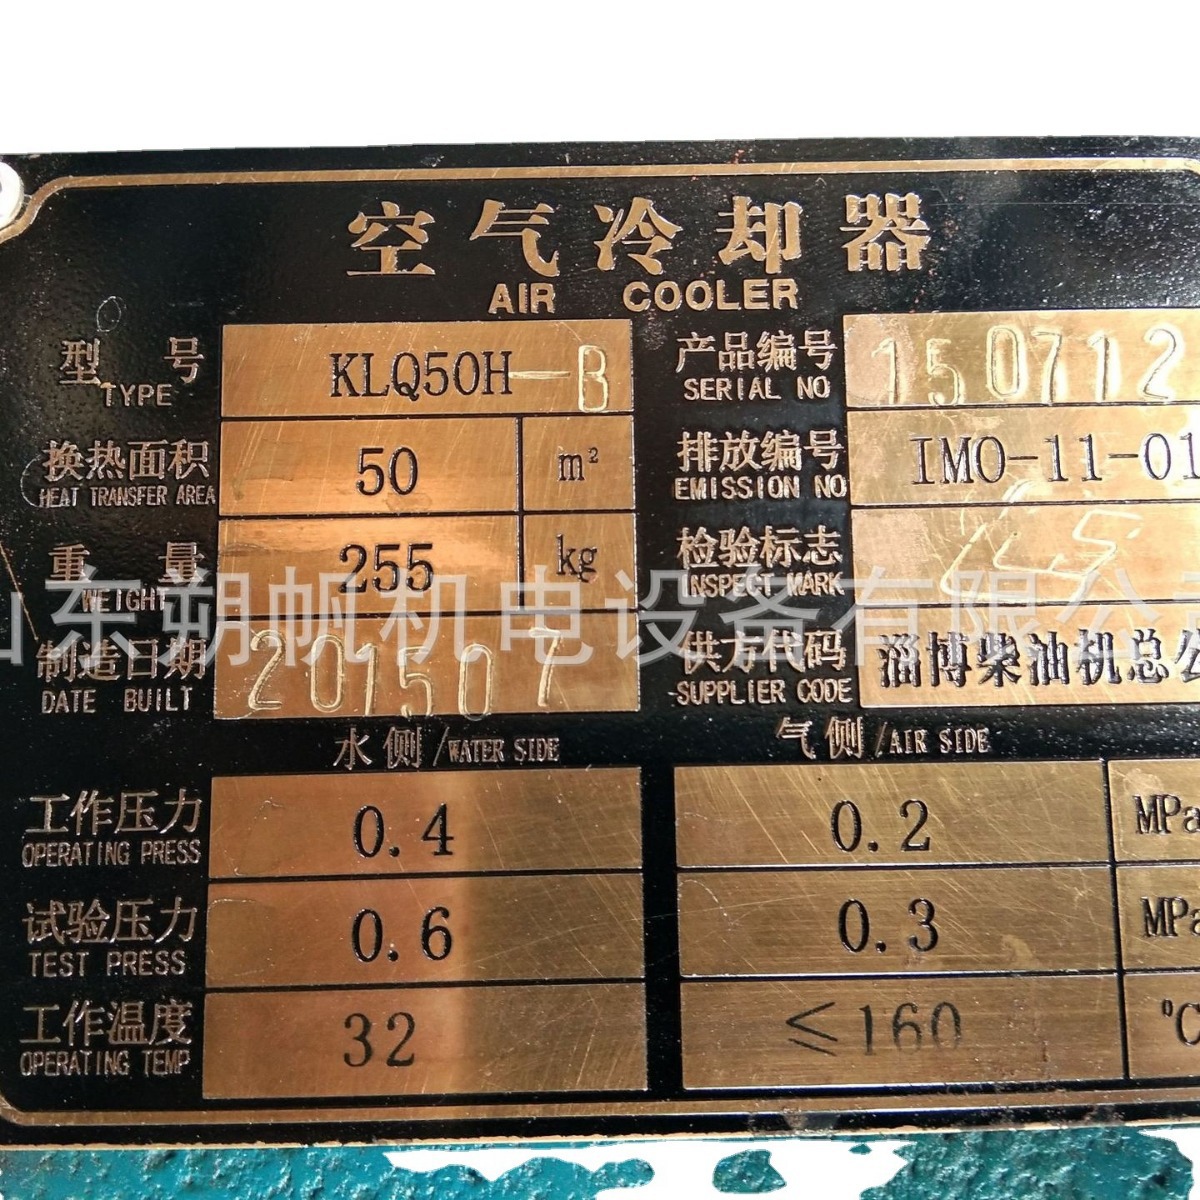 空气冷却器
AIR COOLER
型号 KLQ50H-B 产品编号 150712
TYPE SERIAL NO
换热面积 50 m² 排放编号 IMO-11-01
HEAT TRANSFER AREA EMISSION NO
重量 255 kg 检验标志
WEIGHT INSPECT MARK
山东朔帆机电设备有限公司
制造日期 201507 供方代码 淄博柴油机总公
DATE BUILT SUPPLIER CODE
水侧/WATER SIDE 气侧/AIR SIDE
工作压力 0.4 0.2 MPa
OPERATING PRESS
试验压力 0.6 0.3 MPa
TEST PRESS
工作温度 32 ≤160 ⁰C
OPERATING TEMP